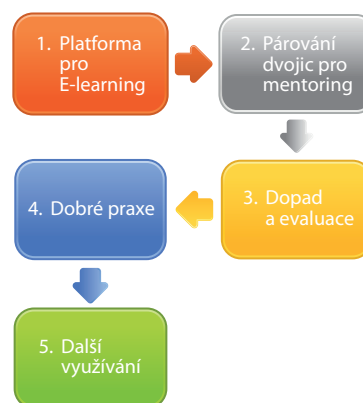 1. Platforma
pro
E-learning
2. Párování
dvojic pro
mentoring
3. Dopad
a evaluace
4. Dobré praxe
5. Další
využívání